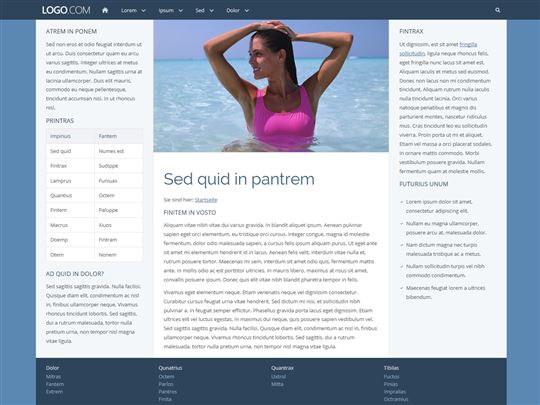 LOGO.COM
Lorem
Ipsum
Sed
Dolor
ATREM IN PONEM
Sed non eros et odio feugiat interdum ut
ut arcu. Duis consectetur quam eu arcu
varius sagittis. Integer ultrices at metus
eu condimentum. Nullam sagittis urna at
lacinia ullamcorper. Duis elit mauris,
commodo eu neque pellentesque,
tincidunt accumsan nisi. In ut rhoncus
nisl.
PRINTRAS
Impinus Fantem
Sed quid Numes est
Fintrax Sudippe
Lamprus Furiuas
Quantius Octem
Fintem Paluppe
Macrus Xiuos
Doemp Fintram
Otem Nonem
AD QUID IN DOLOR?
Sed sagittis sagittis gravida. Nulla facilisi.
Quisque diam elit, condimentum ac nisl
in, finibus ullamcorper neque. Vivamus
rhoncus tincidunt lobortis. Sed sagittis,
dui a rutrum malesuada, tortor nulla
pretium urna, non tempor nisl magna
vitae ligula.
Sed quid in pantrem
Sie sind hier: Startseite
FINITEM IN VOSTO
Aliquam vitae nibh vitae dui varius gravida. In blandit aliquet ipsum. Aenean pulvinar
sapien eget orci elementum, eu tristique orci cursus. Integer congue, magna id molestie
fermentum, dolor odio malesuada sapien, a cursus felis ipsum aliquam purus. Ut eget ante
sit amet mi elementum hendrerit id in lacus. Aenean felis velit, interdum vitae nulla et,
rutrum posuere tortor. Maecenas mi sem, interdum sit amet odio quis, fermentum mattis
ante. In mollis odio ac est porttitor ultricies. In mauris libero, maximus at risus sit amet,
convallis posuere ipsum. Donec quis elit vitae nibh blandit pharetra tempor in felis.
Vivamus eget elementum neque. Etiam venenatis neque vel dignissim consectetur.
Curabitur cursus feugiat urna vitae hendrerit. Sed dictum mi nisi, et sollicitudin nibh
pulvinar a. In feugiat semper efficitur. Phasellus gravida porta lacus eget dignissim. Etiam
ultrices elit vel luctus egestas. In maximus dui neque, quis posuere sapien vestibulum vel.
Sed sagittis sagittis gravida. Nulla facilisi. Quisque diam elit, condimentum ac nisl in, finibus
ullamcorper neque. Vivamus rhoncus tincidunt lobortis. Sed sagittis, dui a rutrum
malesuada, tortor nulla pretium urna, non tempor nisl magna vitae ligula.
FINTRAX
Ut dignissim, est sit amet fringilla
sollicitudin, ligula neque rhoncus felis,
eget fringilla nunc lacus sit amet est.
Aliquam iaculis et metus sed euismod.
Donec non lacus non mi condimentum
tincidunt. Aliquam rutrum nulla iaculis
nulla tincidunt lacinia. Orci varius
natoque penatibus et magnis dis
parturient montes, nascetur ridiculus
mus. Cras tincidunt leo eu sollicitudin
viverra. Proin porta ut mi et aliquet.
Etiam vel massa a orci placerat sodales,
in ornare mattis commodo. Morbi
vestibulum posuere gravida. Nullam
fermentum quam at molestie mollis.
FUTURIUS UNUM
Lorem ipsum dolor sit amet,
consectetur adipiscing elit.
Nullam eu magna ullamcorper,
posuere arcu at, malesuada dolor.
Nam dictum magna nec turpis
malesuada tristique ac a metus.
Nullam sollicitudin turpis vel nibh
commodo condimentum.
Maecenas feugiat lorem a ultrices
bibendum.
Dolor
Mitras
Fantem
Extrem
Qunatrius
Octem
Parlos
Pantrios
Finita
Quantrax
Uxtrol
Mitta
Tibilas
Fuctos
Pinias
Impralias
Octramius